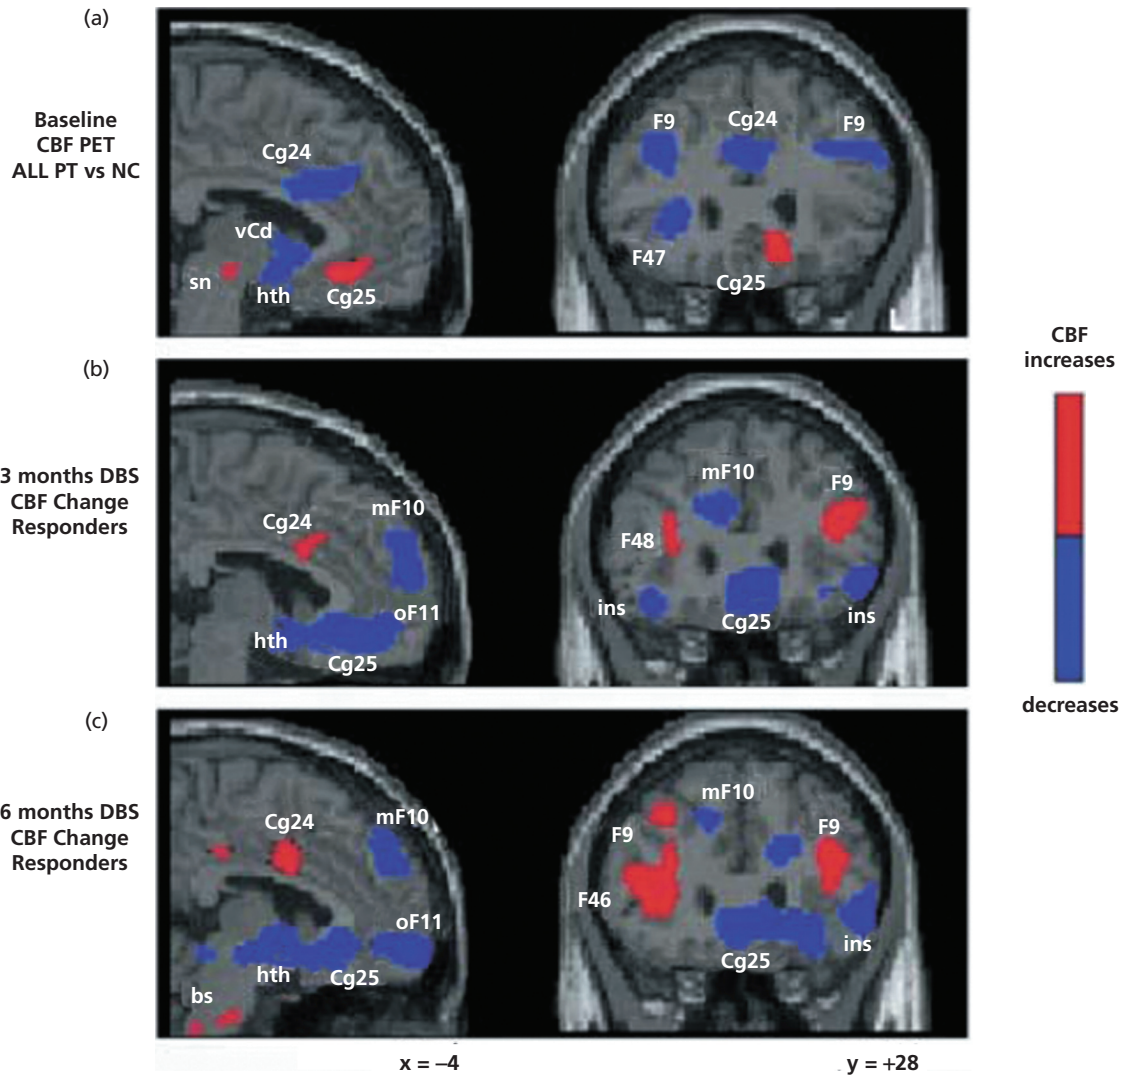 (a)
Baseline
CBF PET
ALL PT vs NC
Cg24
vCd
sn
hth
Cg25
F9
Cg24
F9
F47
Cg25
(b)
3 months DBS
CBF Change
Responders
Cg24
mF10
oF11
hth
Cg25
mF10
F9
F48
ins
Cg25
ins
CBF
increases
decreases
(c)
6 months DBS
CBF Change
Responders
Cg24
mF10
oF11
hth
Cg25
bs
mF10
F9
F9
F46
ins
Cg25
x = –4
y = +28